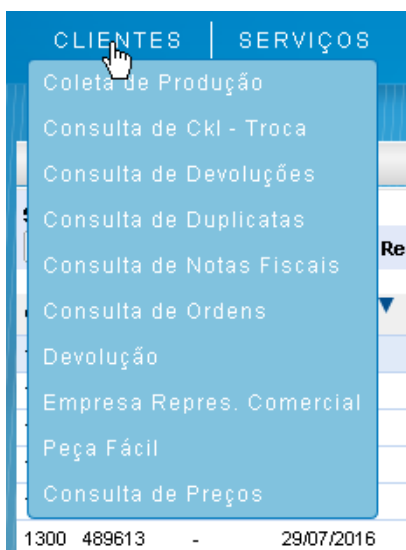 CLIENTES | SERVIÇOS
Coleta de Produção
Consulta de Ckl - Troca
Consulta de Devoluções
Consulta de Duplicatas
Consulta de Notas Fiscais
Re
Consulta de Ordens
Devolução
Empresa Repres. Comercial
Peça Fácil
Consulta de Preços
1300 489613 - 29/07/2016